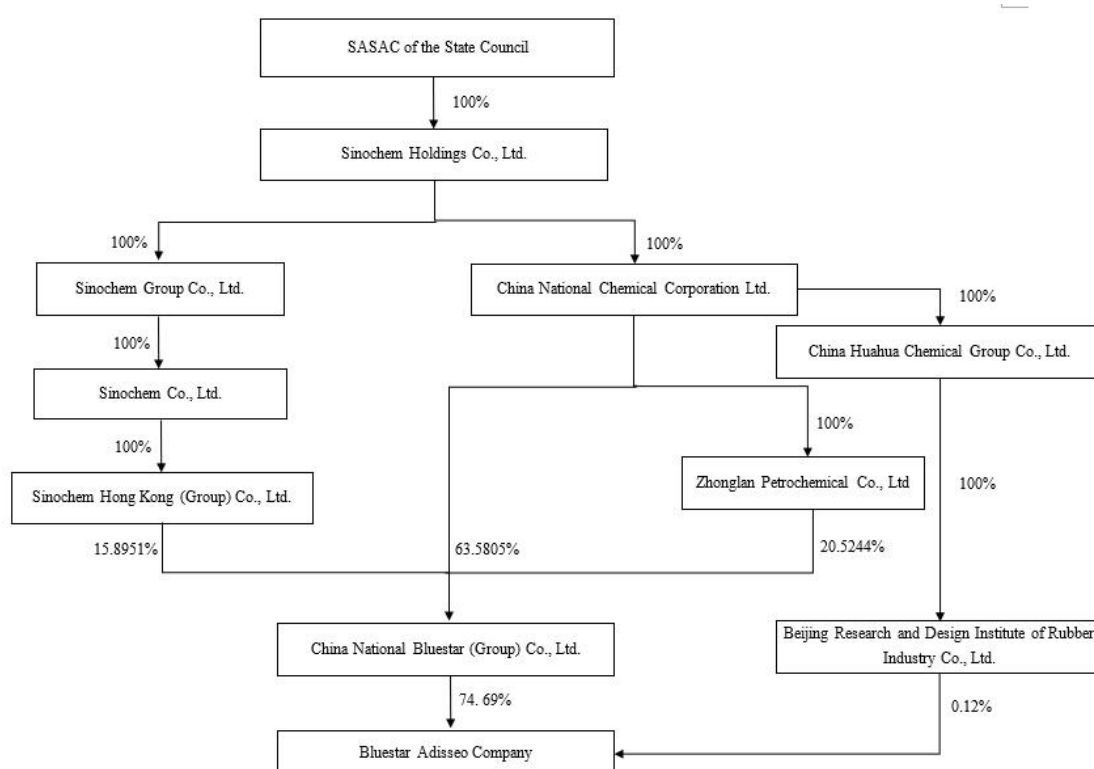 SASAC of the State Council
100%
Sinochem Holdings Co., Ltd.
100%
100%
Sinochem Group Co., Ltd.
China National Chemical Corporation Ltd.
100%
100%
China Huahua Chemical Group Co., Ltd.
Sinochem Co., Ltd.
100%
100%
Zhonglan Petrochemical Co., Ltd
100%
Sinochem Hong Kong (Group) Co., Ltd.
15.8951%
63.5805%
20.5244%
China National Bluestar (Group) Co., Ltd.
Beijing Research and Design Institute of Rubber
Industry Co., Ltd.
74. 69%
0.12%
Bluestar Adisseo Company